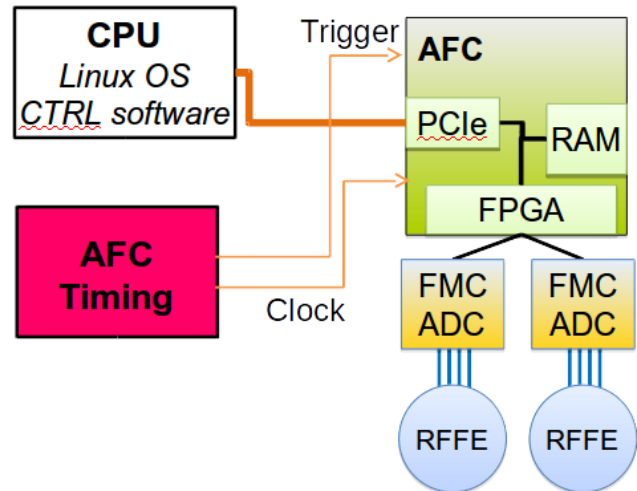 CPU
Linux OS
CTRL software
Trigger
AFC
PCIe
RAM
FPGA
AFC
Timing
Clock
FMC
ADC
FMC
ADC
RFFE
RFFE